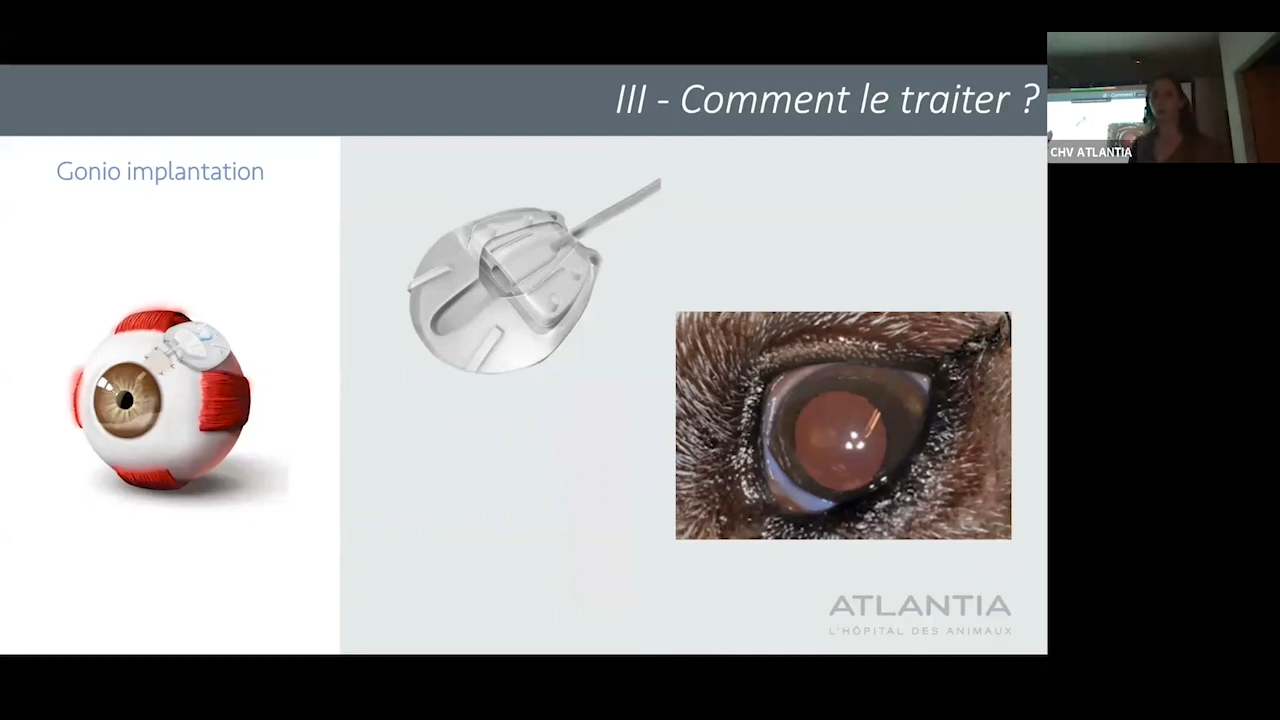 III - Comment le traiter ?
Gonio implantation
CHV ATLANTIA
ATLANTIA
L'HÔPITAL DES ANIMAUX